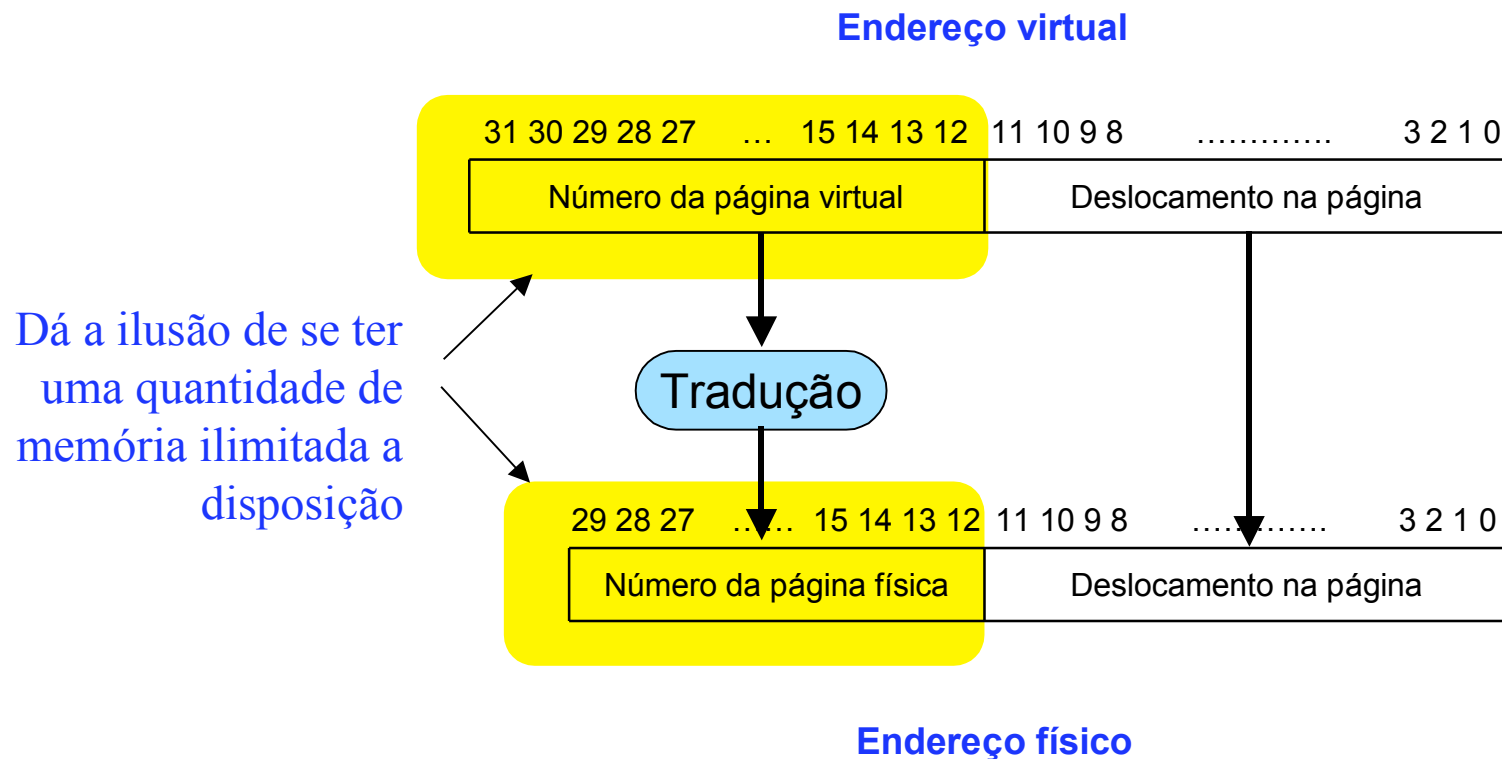 Endereço virtual
31 30 29 28 27 … 15 14 13 12 11 10 9 8 …………. 3 2 1 0
Número da página virtual Deslocamento na página
Dá a ilusão de se ter
uma quantidade de
memória ilimitada a
disposição
Tradução
29 28 27 …… 15 14 13 12 11 10 9 8 …………. 3 2 1 0
Número da página física Deslocamento na página
Endereço físico